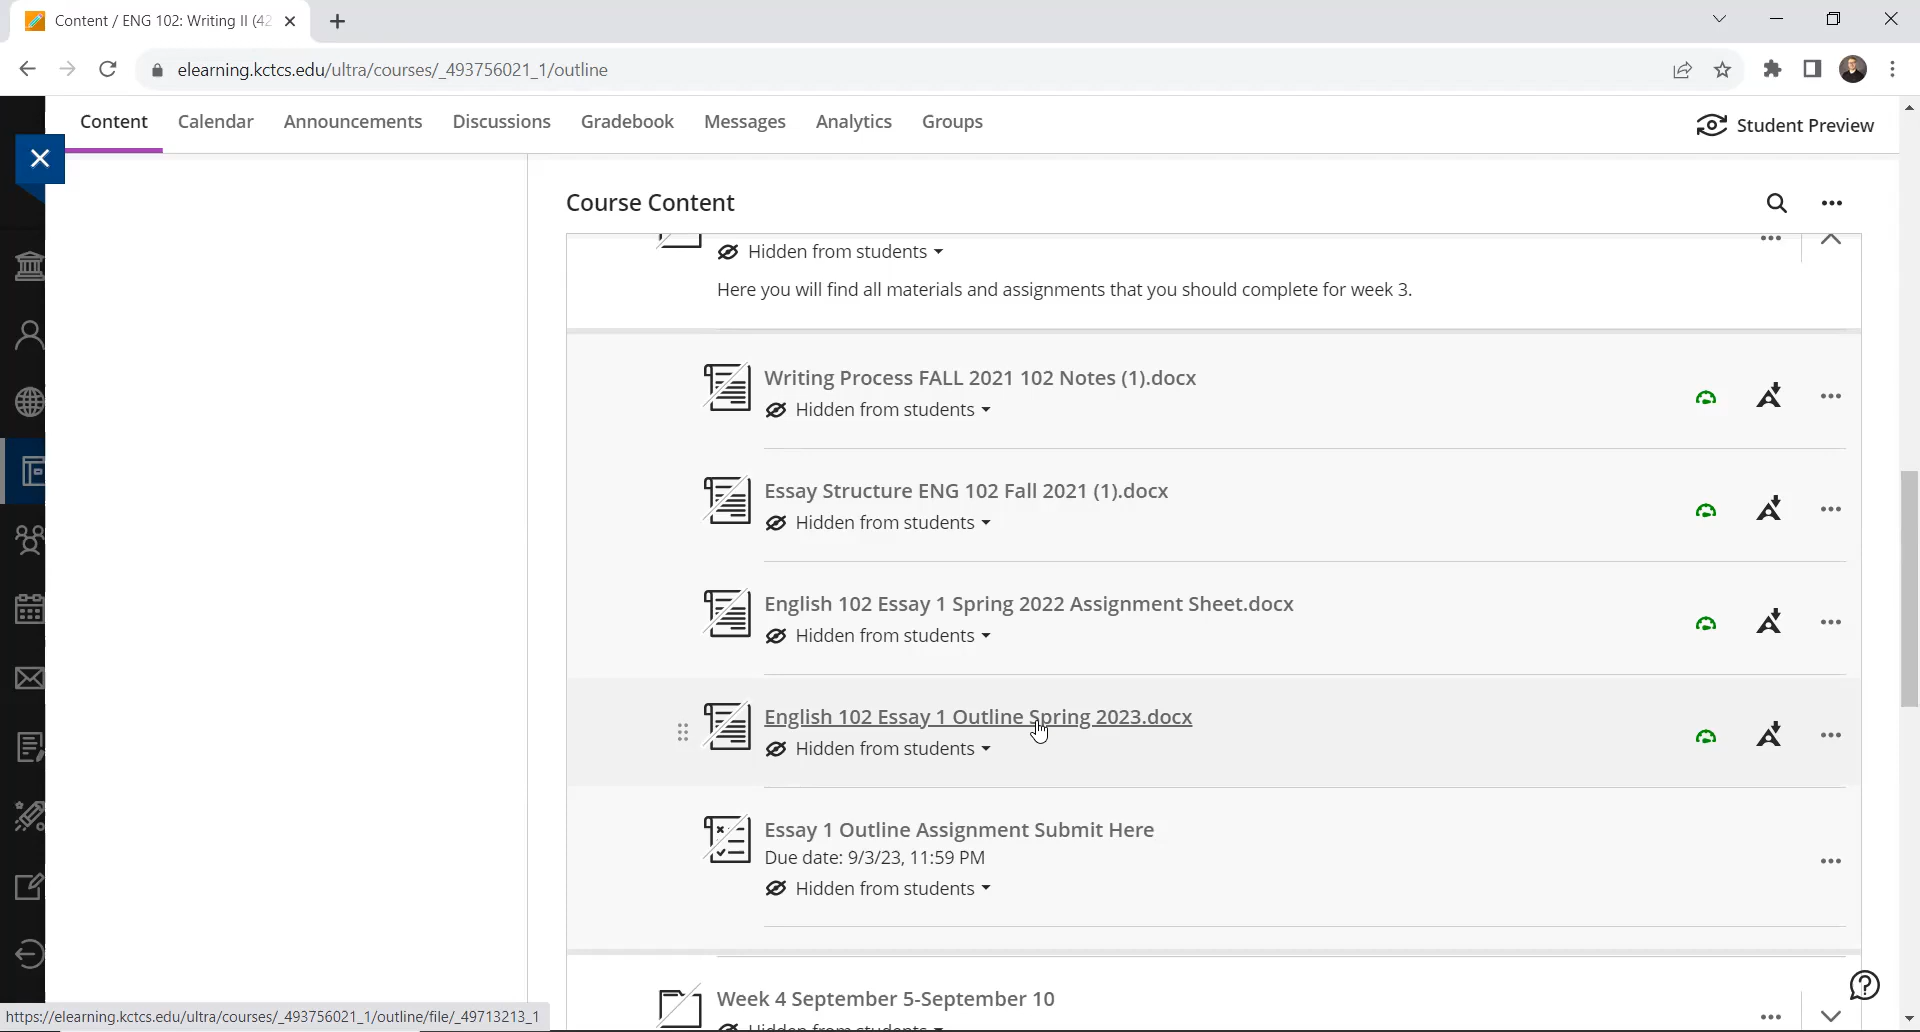 Content / ENG 102: Writing II (42
elearning.kctcs.edu/ultra/courses/_493756021_1/outline
Content Calendar Announcements Discussions Gradebook Messages Analytics Groups
Student Preview
Course Content
Hidden from students
Here you will find all materials and assignments that you should complete for week 3.
Writing Process FALL 2021 102 Notes (1).docx
Hidden from students
Essay Structure ENG 102 Fall 2021 (1).docx
Hidden from students
English 102 Essay 1 Spring 2022 Assignment Sheet.docx
Hidden from students
English 102 Essay 1 Outline Spring 2023.docx
Hidden from students
Essay 1 Outline Assignment Submit Here
Due date: 9/3/23, 11:59 PM
Hidden from students
Week 4 September 5-September 10
Hidden from students
https://elearning.kctcs.edu/ultra/courses/_493756021_1/outline/file/_49713213_1